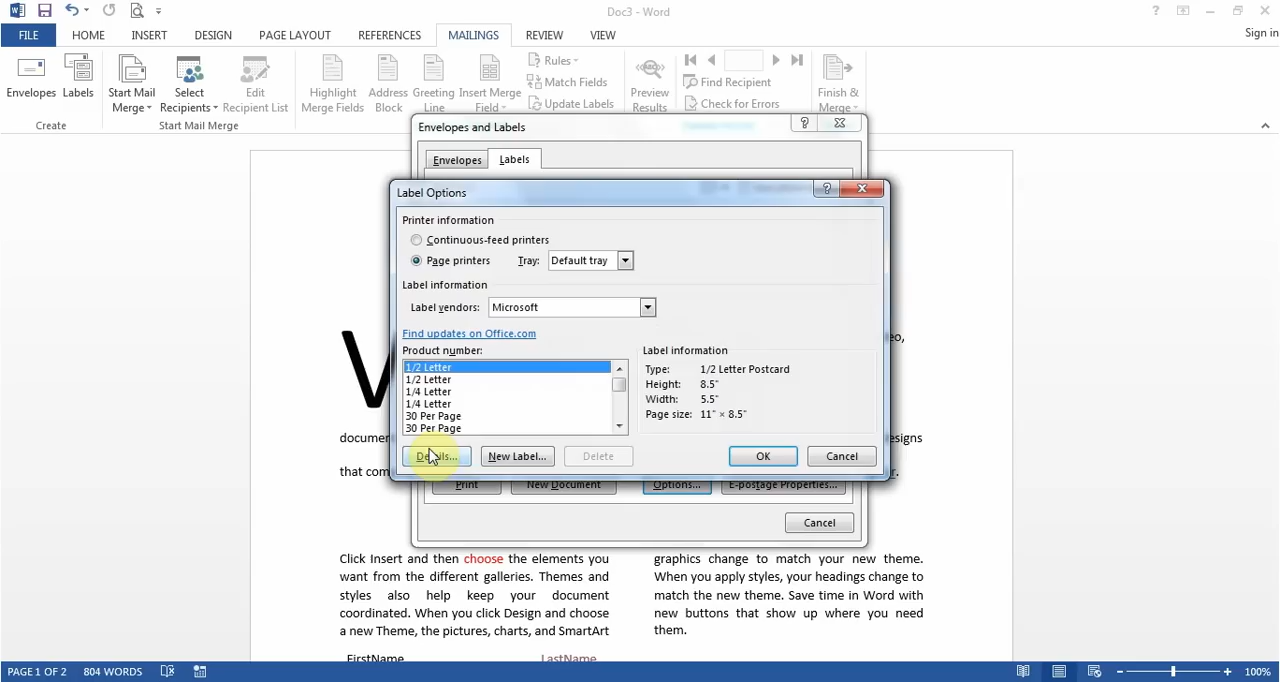 Doc3 - Word
Sign in
FILE HOME INSERT DESIGN PAGE LAYOUT REFERENCES MAILINGS REVIEW VIEW
Envelopes Labels
Create
Start Mail Merge Select Recipients Edit Recipient List
Start Mail Merge
Highlight Merge Fields Address Block Greeting Line Insert Merge Field
Rules
Match Fields
Update Labels
Preview Results
Find Recipient
Check for Errors
Finish & Merge
Envelopes and Labels
Envelopes Labels
Label Options
Printer information
Continuous-feed printers
Page printers Tray: Default tray
Label information
Label vendors: Microsoft
Find updates on Office.com
Product number:
1/2 Letter
1/2 Letter
1/4 Letter
1/4 Letter
30 Per Page
30 Per Page
Label information
Type: 1/2 Letter Postcard
Height: 8.5"
Width: 5.5"
Page size: 11" × 8.5"
Details... New Label... Delete OK Cancel
Print New Document Options... E-postage Properties...
Cancel
Click Insert and then choose the elements you
want from the different galleries. Themes and
styles also help keep your document
coordinated. When you click Design and choose
a new Theme, the pictures, charts, and SmartArt
graphics change to match your new theme.
When you apply styles, your headings change to
match the new theme. Save time in Word with
new buttons that show up where you need
them.
FirstName LastName
PAGE 1 OF 2 804 WORDS 100%